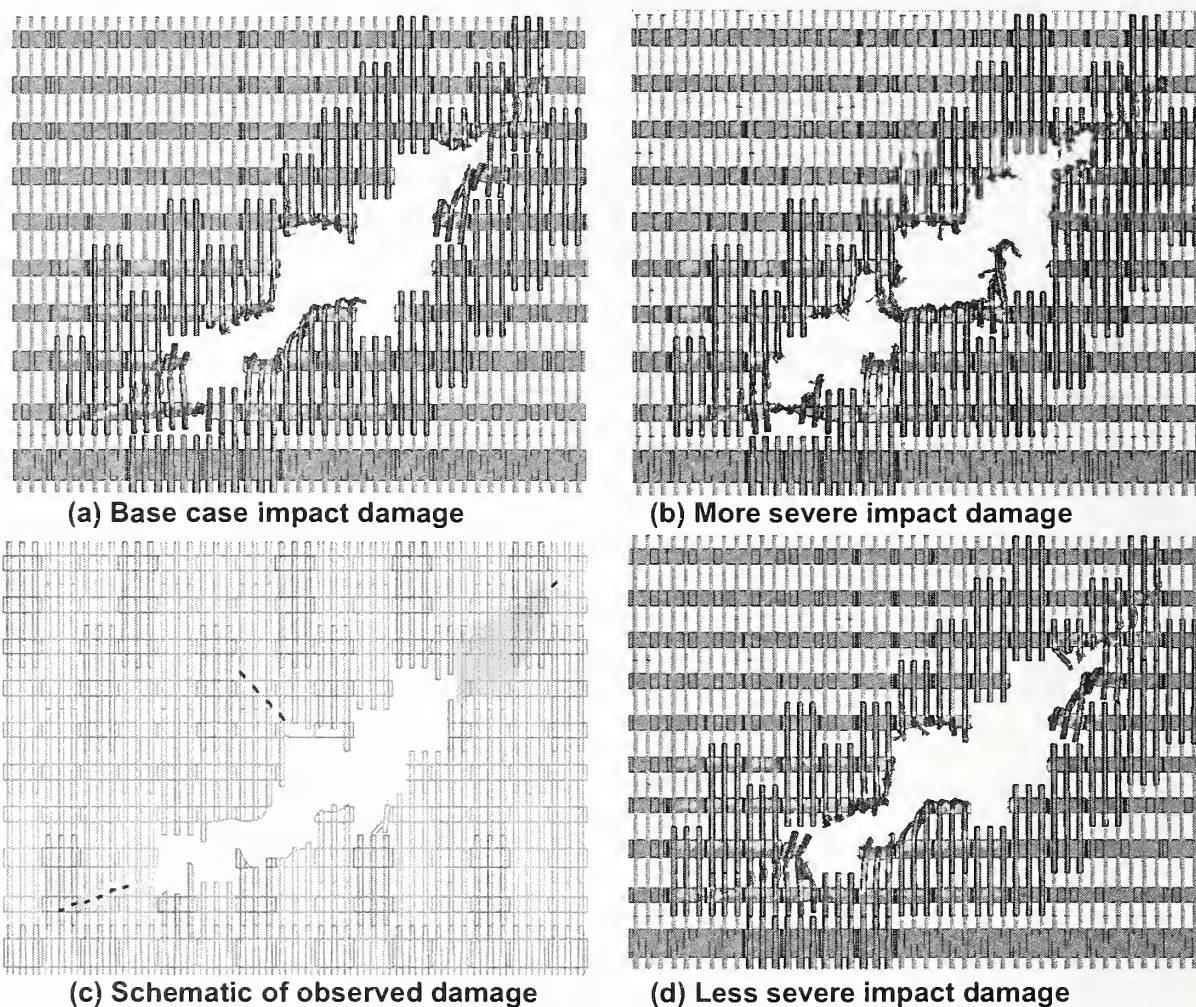 (a) Base case impact damage
(b) More severe impact damage
(c) Schematic of observed damage
(d) Less severe impact damage